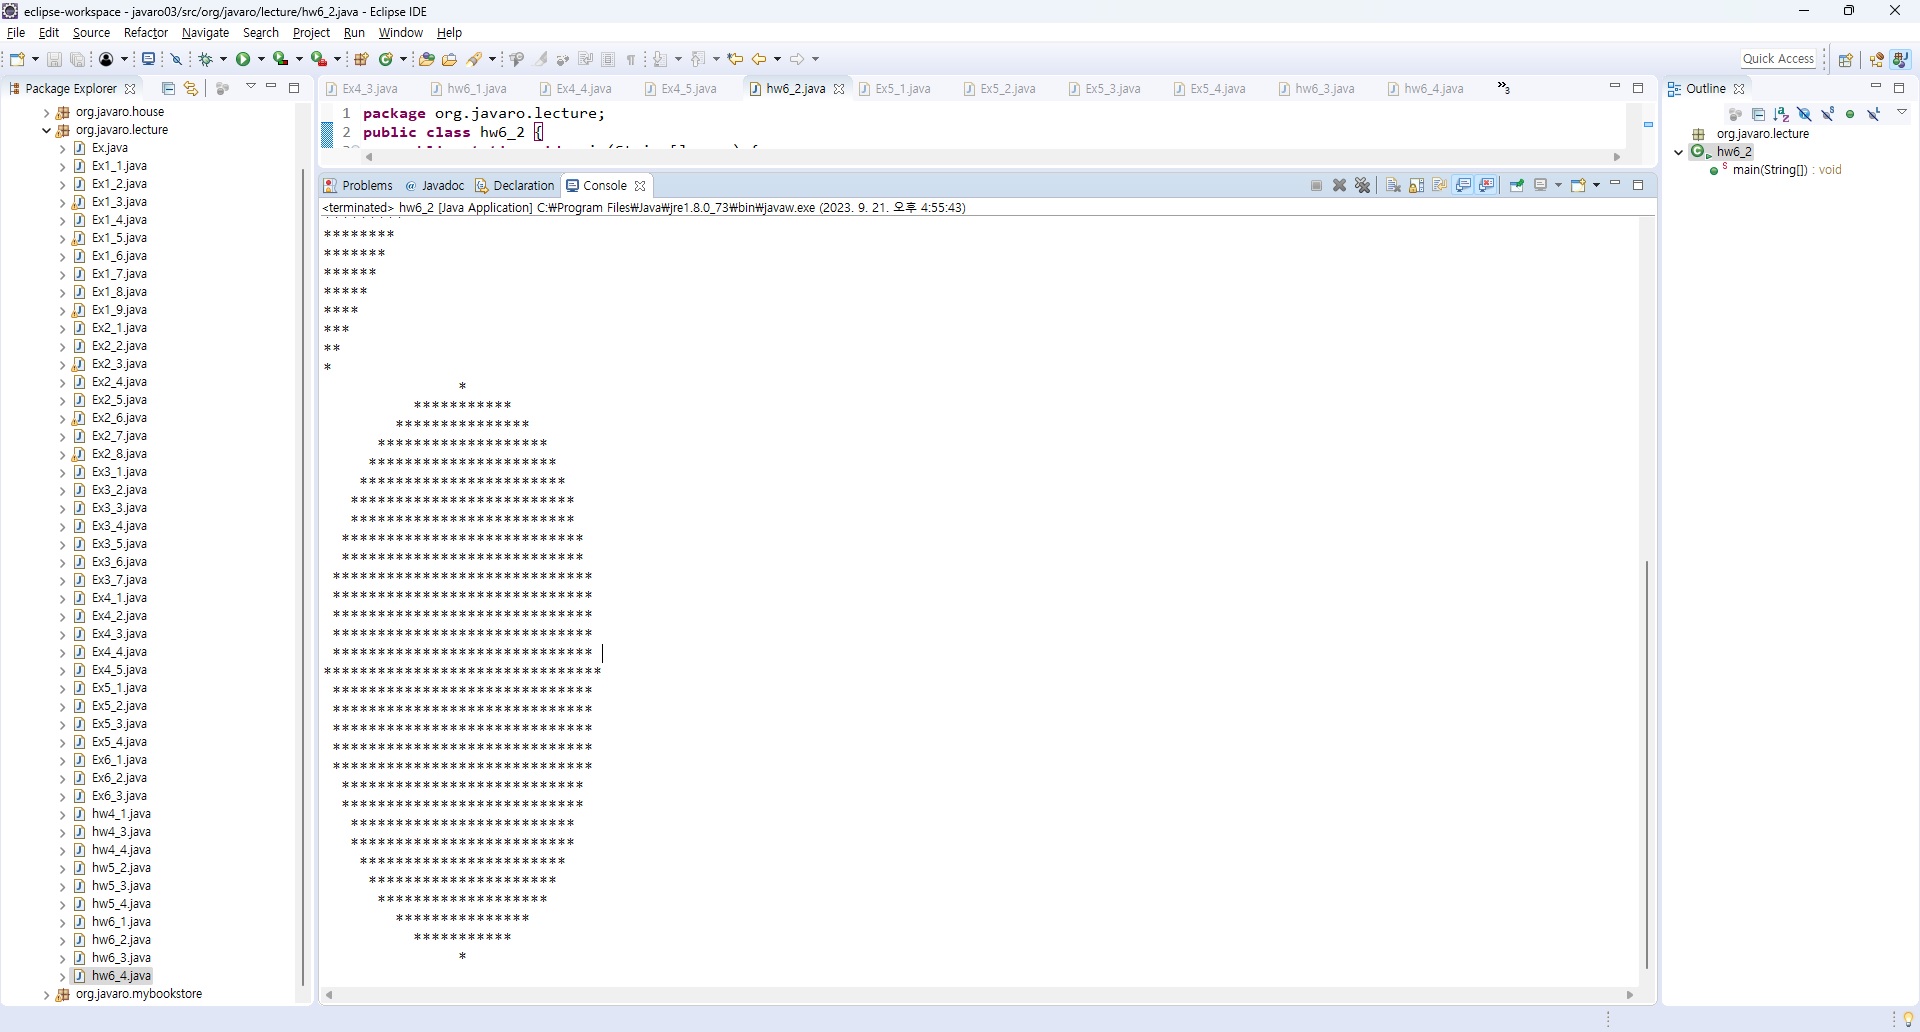 eclipse-workspace - javaro03/src/org/javaro/lecture/hw6_2.java - Eclipse IDE
File Edit Source Refactor Navigate Search Project Run Window Help
Quick Access
Package Explorer
org.javaro.house
org.javaro.lecture
Ex.java
Ex1_1.java
Ex1_2.java
Ex1_3.java
Ex1_4.java
Ex1_5.java
Ex1_6.java
Ex1_7.java
Ex1_8.java
Ex1_9.java
Ex2_1.java
Ex2_2.java
Ex2_3.java
Ex2_4.java
Ex2_5.java
Ex2_6.java
Ex2_7.java
Ex2_8.java
Ex3_1.java
Ex3_2.java
Ex3_3.java
Ex3_4.java
Ex3_5.java
Ex3_6.java
Ex3_7.java
Ex4_1.java
Ex4_2.java
Ex4_3.java
Ex4_4.java
Ex4_5.java
Ex5_1.java
Ex5_2.java
Ex5_3.java
Ex5_4.java
Ex6_1.java
Ex6_2.java
Ex6_3.java
hw4_1.java
hw4_3.java
hw4_4.java
hw5_2.java
hw5_3.java
hw5_4.java
hw6_1.java
hw6_2.java
hw6_3.java
hw6_4.java
org.javaro.mybookstore
Ex4_3.java hw6_1.java Ex4_4.java Ex4_5.java hw6_2.java Ex5_1.java Ex5_2.java Ex5_3.java Ex5_4.java hw6_3.java hw6_4.java »3
1 package org.javaro.lecture;
2 public class hw6_2 {
Problems @ Javadoc Declaration Console
<terminated> hw6_2 [Java Application] C:₩Program Files₩Java₩jre1.8.0_73₩bin₩javaw.exe (2023. 9. 21. 오후 4:55:43)
********
*******
******
*****
****
***
**
*
               *
          ***********
        ***************
      *******************
     *********************
    ***********************
   *************************
   *************************
  ***************************
  ***************************
 *****************************
 *****************************
 *****************************
 *****************************
 *****************************
*******************************
 *****************************
 *****************************
 *****************************
 *****************************
 *****************************
  ***************************
  ***************************
   *************************
   *************************
    ***********************
     *********************
      *******************
        ***************
          ***********
               *
Outline
org.javaro.lecture
hw6_2
main(String[]) : void